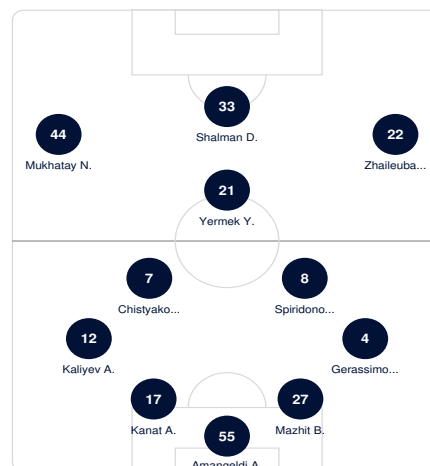 33
Shalman D.
44
Mukhatay N.
22
Zhaileuba...
21
Yermek Y.
7
Chistyako...
8
Spiridono...
12
Kaliyev A.
4
Gerassimo...
17
Kanat A.
27
Mazhit B.
55
Amangeldi A.